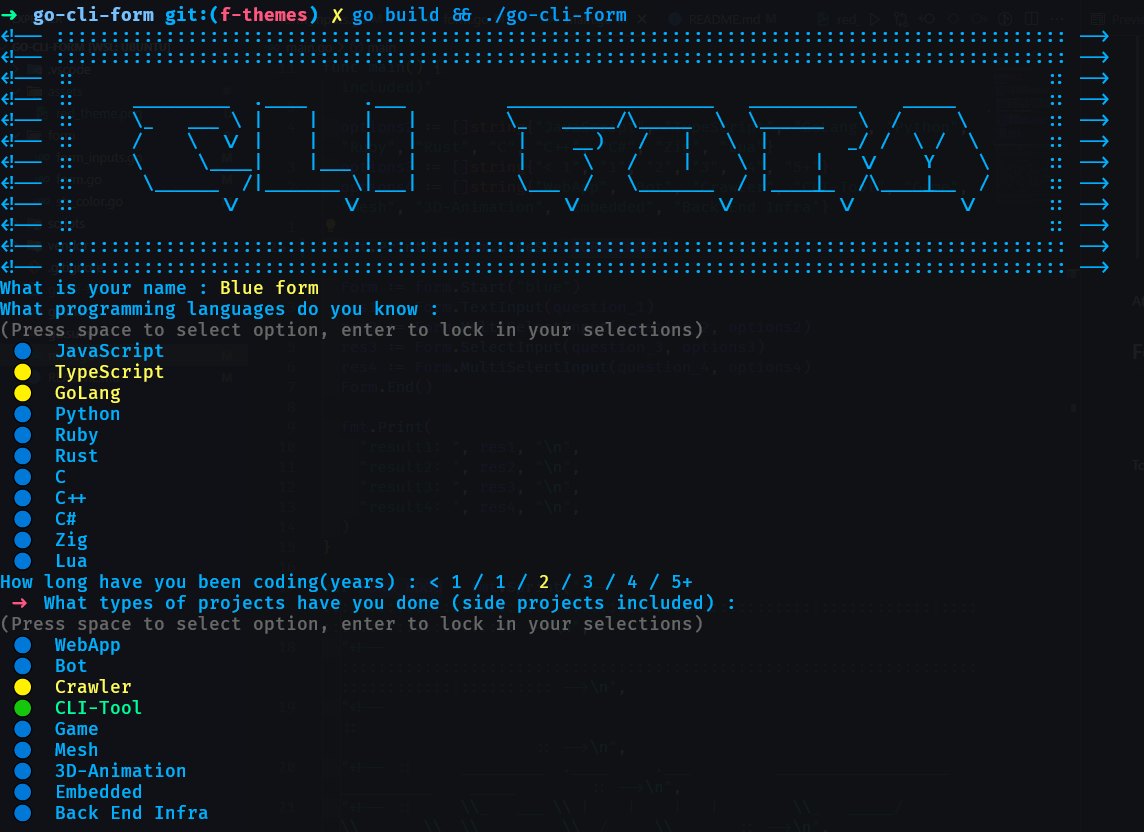 ➜ go-cli-form git:(f-themes) ✗ go build && ./go-cli-form
CLI FORM
What is your name : Blue form
What programming languages do you know :
(Press space to select option, enter to lock in your selections)
JavaScript
TypeScript
GoLang
Python
Ruby
Rust
C
C++
C#
Zig
Lua
How long have you been coding(years) : < 1 / 1 / 2 / 3 / 4 / 5+
→ What types of projects have you done (side projects included) :
(Press space to select option, enter to lock in your selections)
WebApp
Bot
Crawler
CLI-Tool
Game
Mesh
3D-Animation
Embedded
Back End Infra